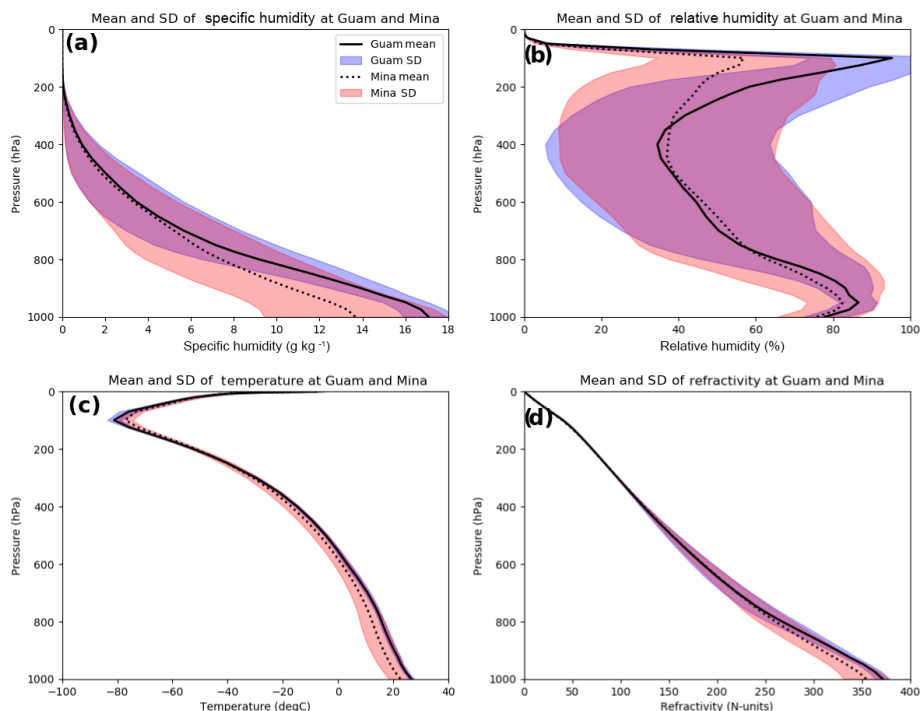 Mean and SD of specific humidity at Guam and Mina
(a)
Guam mean
Guam SD
Mina mean
Mina SD
0
200
400
600
800
1000
Pressure (hPa)
0 2 4 6 8 10 12 14 16 18
Specific humidity (g kg⁻¹)
Mean and SD of relative humidity at Guam and Mina
(b)
0
200
400
600
800
1000
Pressure (hPa)
0 20 40 60 80 100
Relative humidity (%)
Mean and SD of temperature at Guam and Mina
(c)
0
200
400
600
800
1000
Pressure (hPa)
−100 −80 −60 −40 −20 0 20 40
Temperature (degC)
Mean and SD of refractivity at Guam and Mina
(d)
0
200
400
600
800
1000
Pressure (hPa)
0 50 100 150 200 250 300 350 400
Refractivity (N-units)